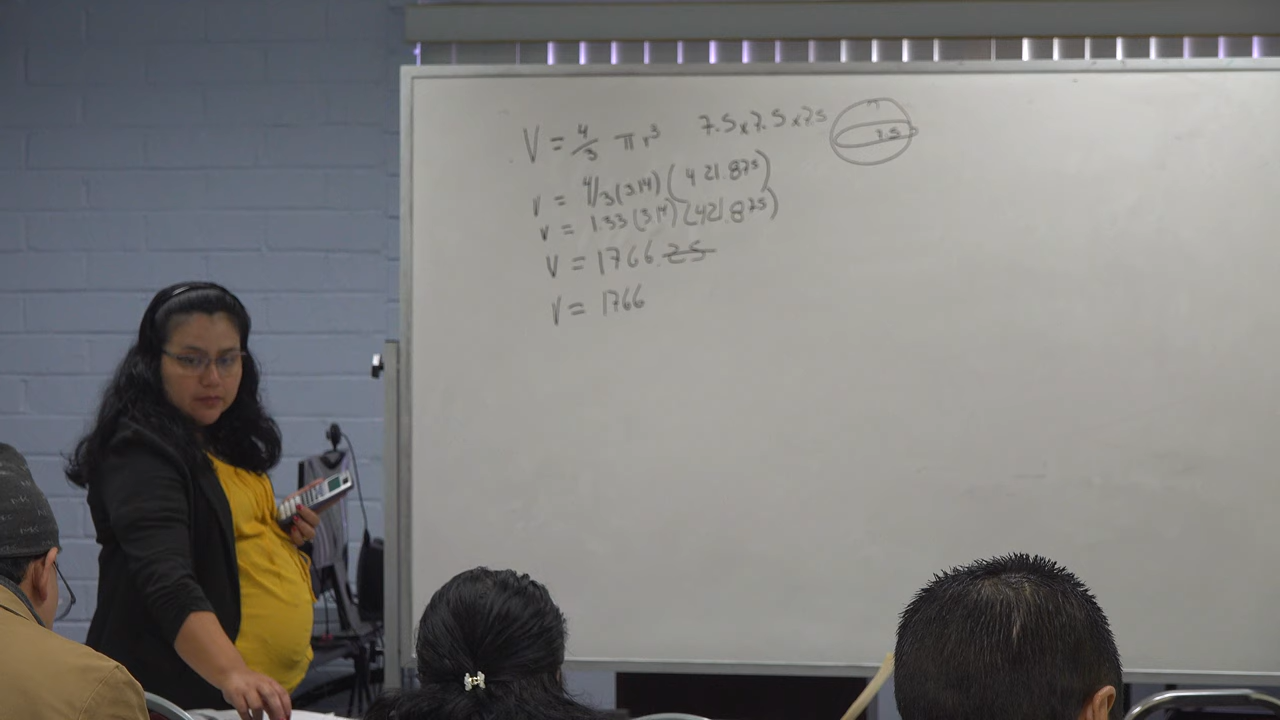 V = 4/3 π r³ 7.5 x 7.5 x 7.5
7.5
V = 4/3 (3.14) (421.875)
V = 1.33 (3.14) (421.875)
V = 1766.25
V = 1766